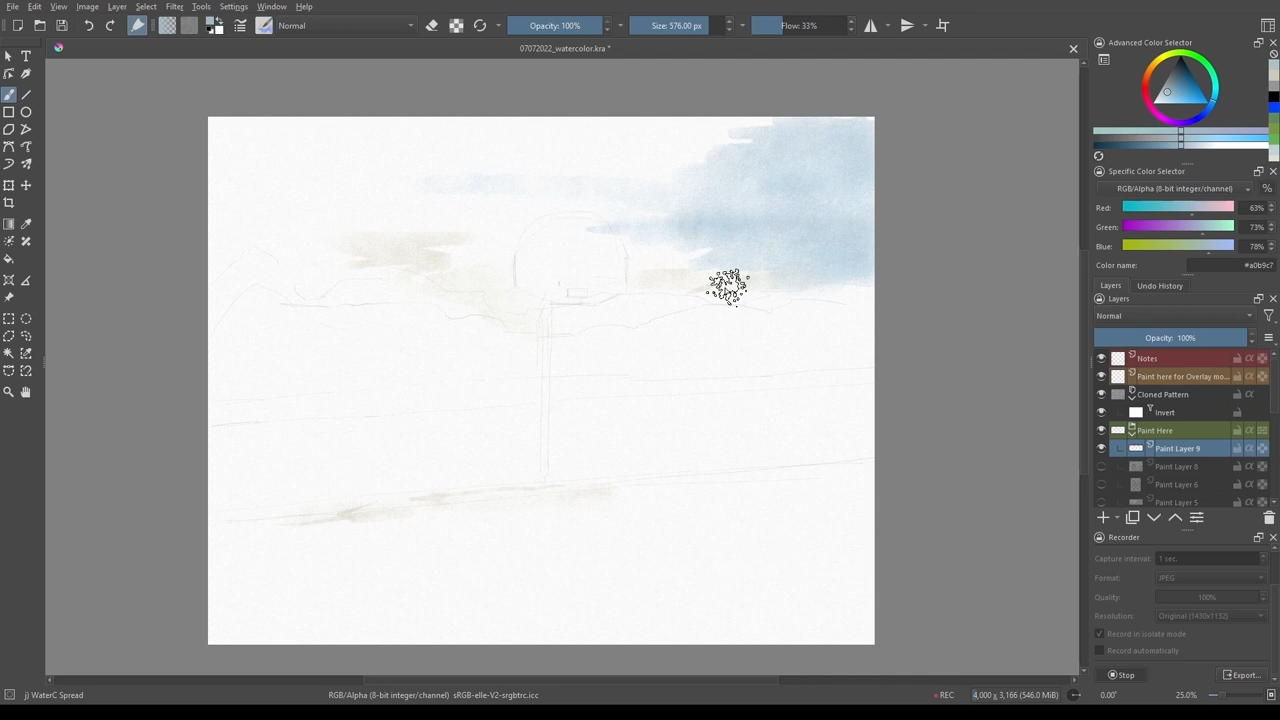 File Edit View Image Layer Select Filter Tools Settings Window Help
Normal Opacity: 100% Size: 576.00 px Flow: 33%
07072022_watercolor.kra *
Advanced Color Selector
Specific Color Selector
RGB/Alpha (8-bit integer/channel) %
Red: 63%
Green: 73%
Blue: 78%
Color name: #a0b9c7
Layers Undo History
Layers
Normal
Opacity: 100%
Notes
Paint here for Overlay mo...
Cloned Pattern
Invert
Paint Here
Paint Layer 9
Paint Layer 8
Paint Layer 6
Paint Layer 5
Recorder
Capture interval: 1 sec.
Format: JPEG
Quality: 100%
Resolution: Original (1430x1132)
Record in isolate mode
Record automatically
Stop Export...
j) WaterC Spread RGB/Alpha (8-bit integer/channel) sRGB-elle-V2-srgbtrc.icc REC 4,000 x 3,166 (546.0 MiB) 0.00° 25.0%